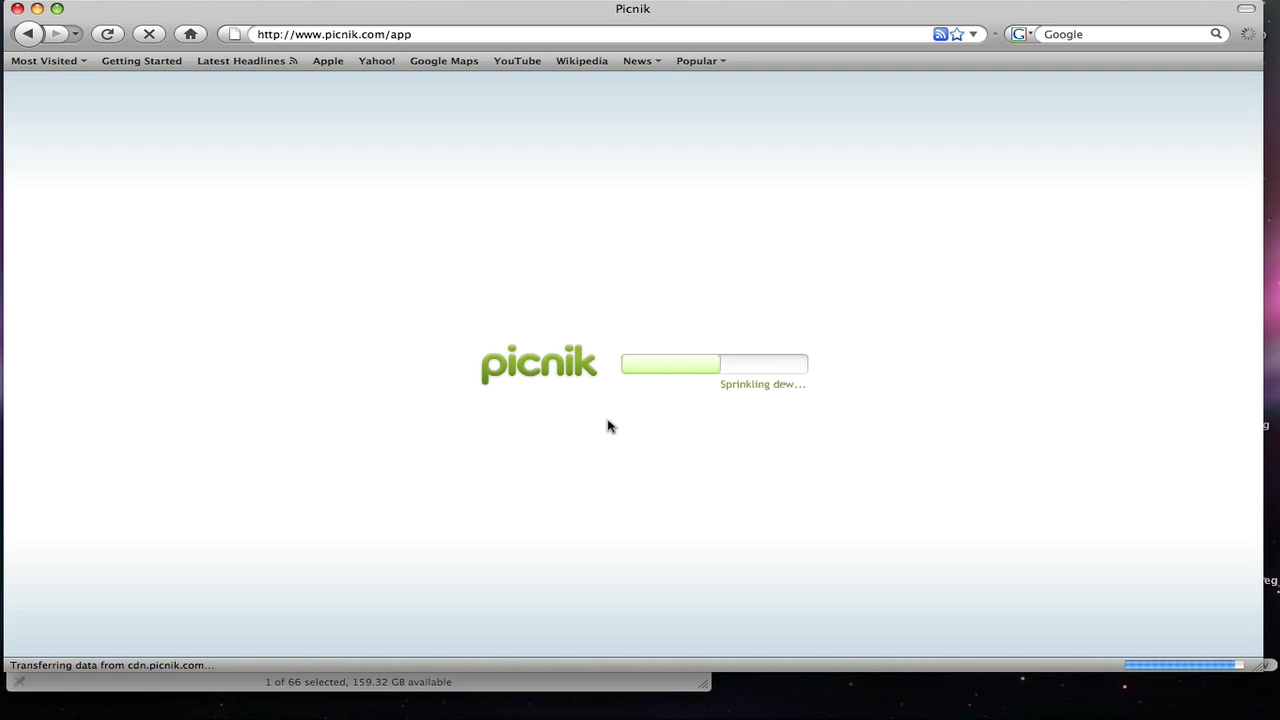 Picnik
http://www.picnik.com/app
Google
Most Visited Getting Started Latest Headlines Apple Yahoo! Google Maps YouTube Wikipedia News Popular
picnik
Sprinkling dew...
g
eg
Transferring data from cdn.picnik.com...
1 of 66 selected, 159.32 GB available